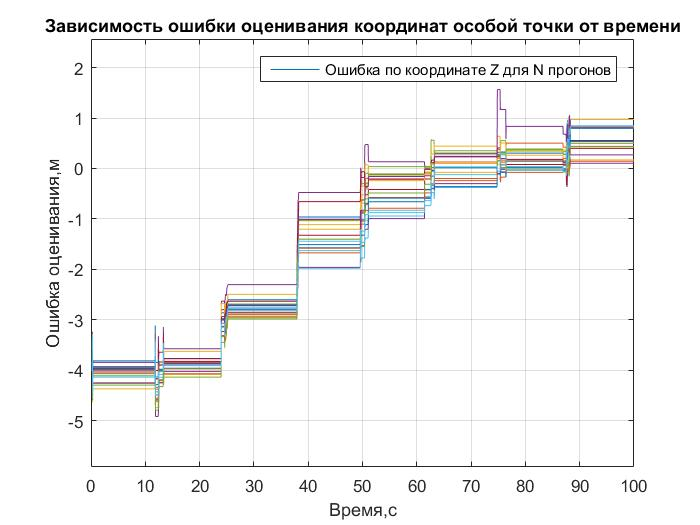 Зависимость ошибки оценивания координат особой точки от времени
Ошибка по координате Z для N прогонов
Ошибка оценивания,м
2
1
0
-1
-2
-3
-4
-5
0 10 20 30 40 50 60 70 80 90 100
Время,с